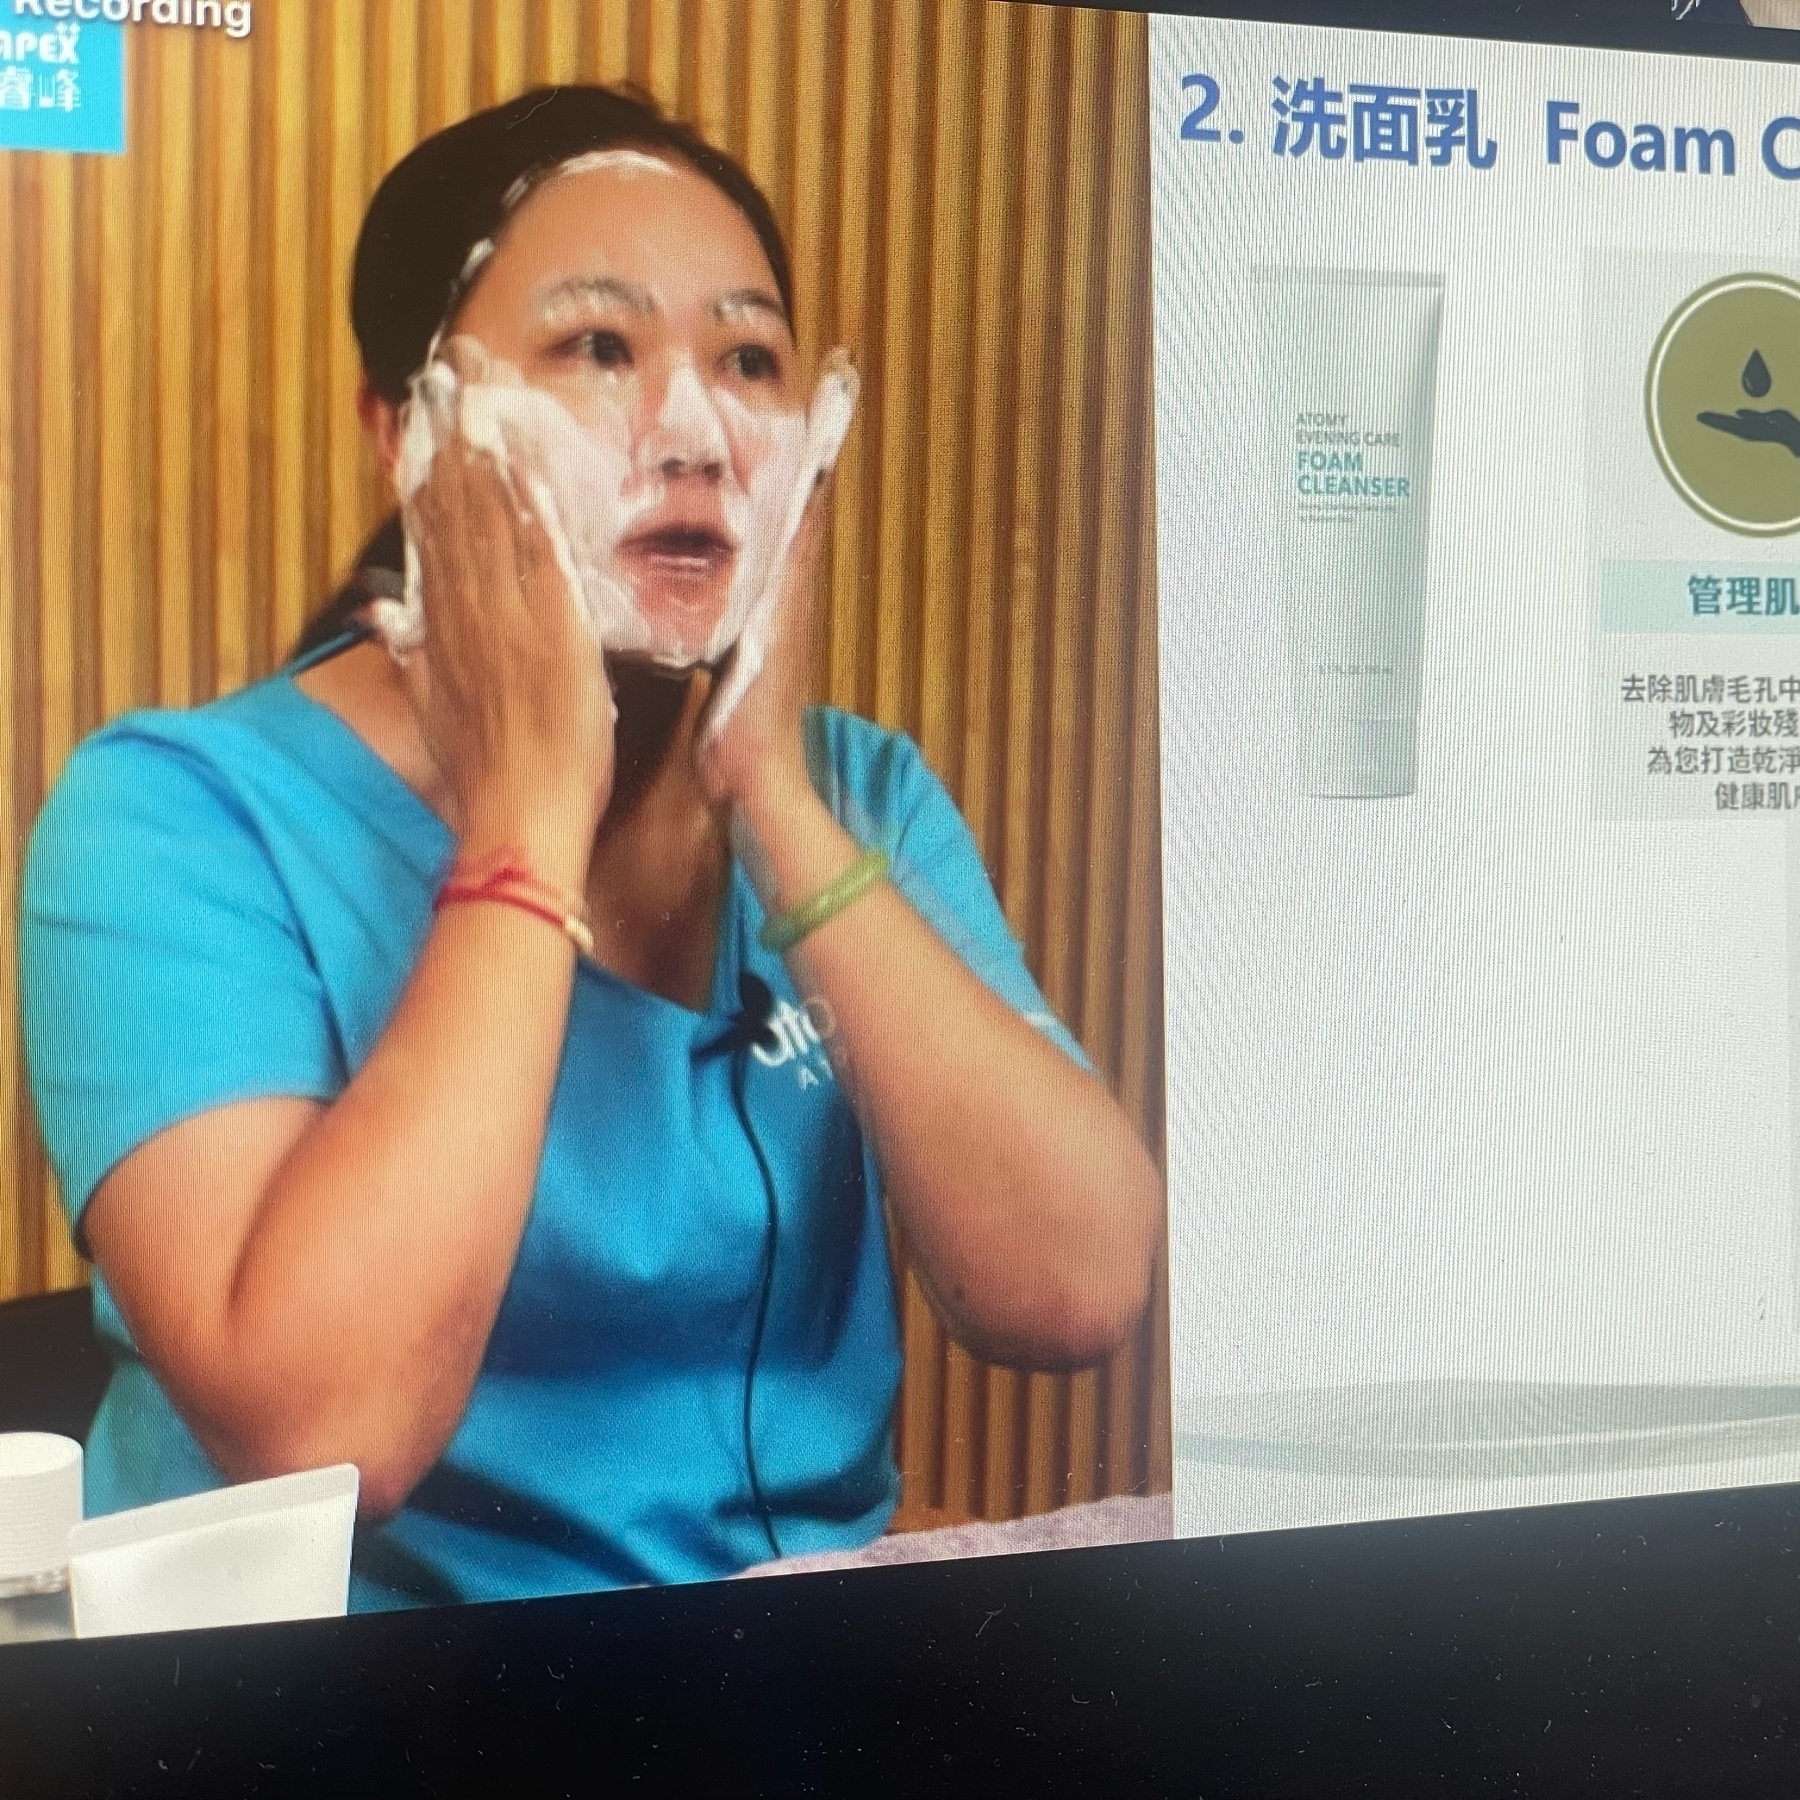 Recording
APEX
睿峰
2. 洗面乳 Foam C
ATOMY
EVENING CARE
FOAM
CLEANSER
管理肌
去除肌膚毛孔中
物及彩妝殘
為您打造乾淨
健康肌膚